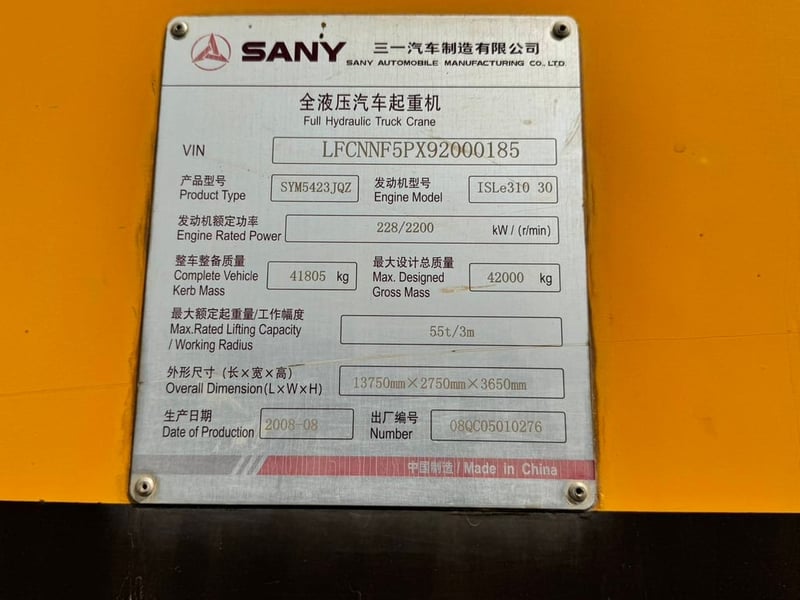 SANY 三一汽车制造有限公司
SANY AUTOMOBILE MANUFACTURING CO., LTD.
全液压汽车起重机
Full Hydraulic Truck Crane
VIN LFCNNF5PX92000185
产品型号 发动机型号
Product Type SYM5423JQZ Engine Model ISLe310 30
发动机额定功率
Engine Rated Power 228/2200 kW / (r/min)
整车整备质量 最大设计总质量
Complete Vehicle Max. Designed
Kerb Mass 41805 kg Gross Mass 42000 kg
最大额定起重量/工作幅度
Max.Rated Lifting Capacity
/ Working Radius 55t/3m
外形尺寸（长×宽×高）
Overall Dimension(L×W×H) 13750mm×2750mm×3650mm
生产日期 出厂编号
Date of Production 2008-08 Number 08QC05010276
中国制造 / Made in China